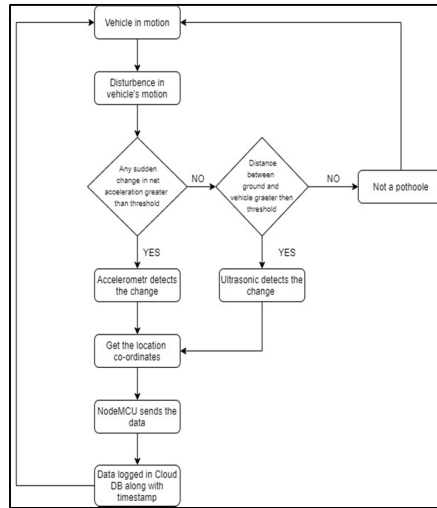 Vehicle in motion
Disturbence in
vehicle's motion
Any sudden
change in net
acceleration greater
than threshold
NO
Distance
between
ground and
vehicle graeter then
threshold
NO
Not a pothoole
YES
YES
Accelerometr detects
the change
Ultrasonic detects the
change
Get the location
co-ordinates
NodeMCU sends the
data
Data logged in Cloud
DB along with
timestamp